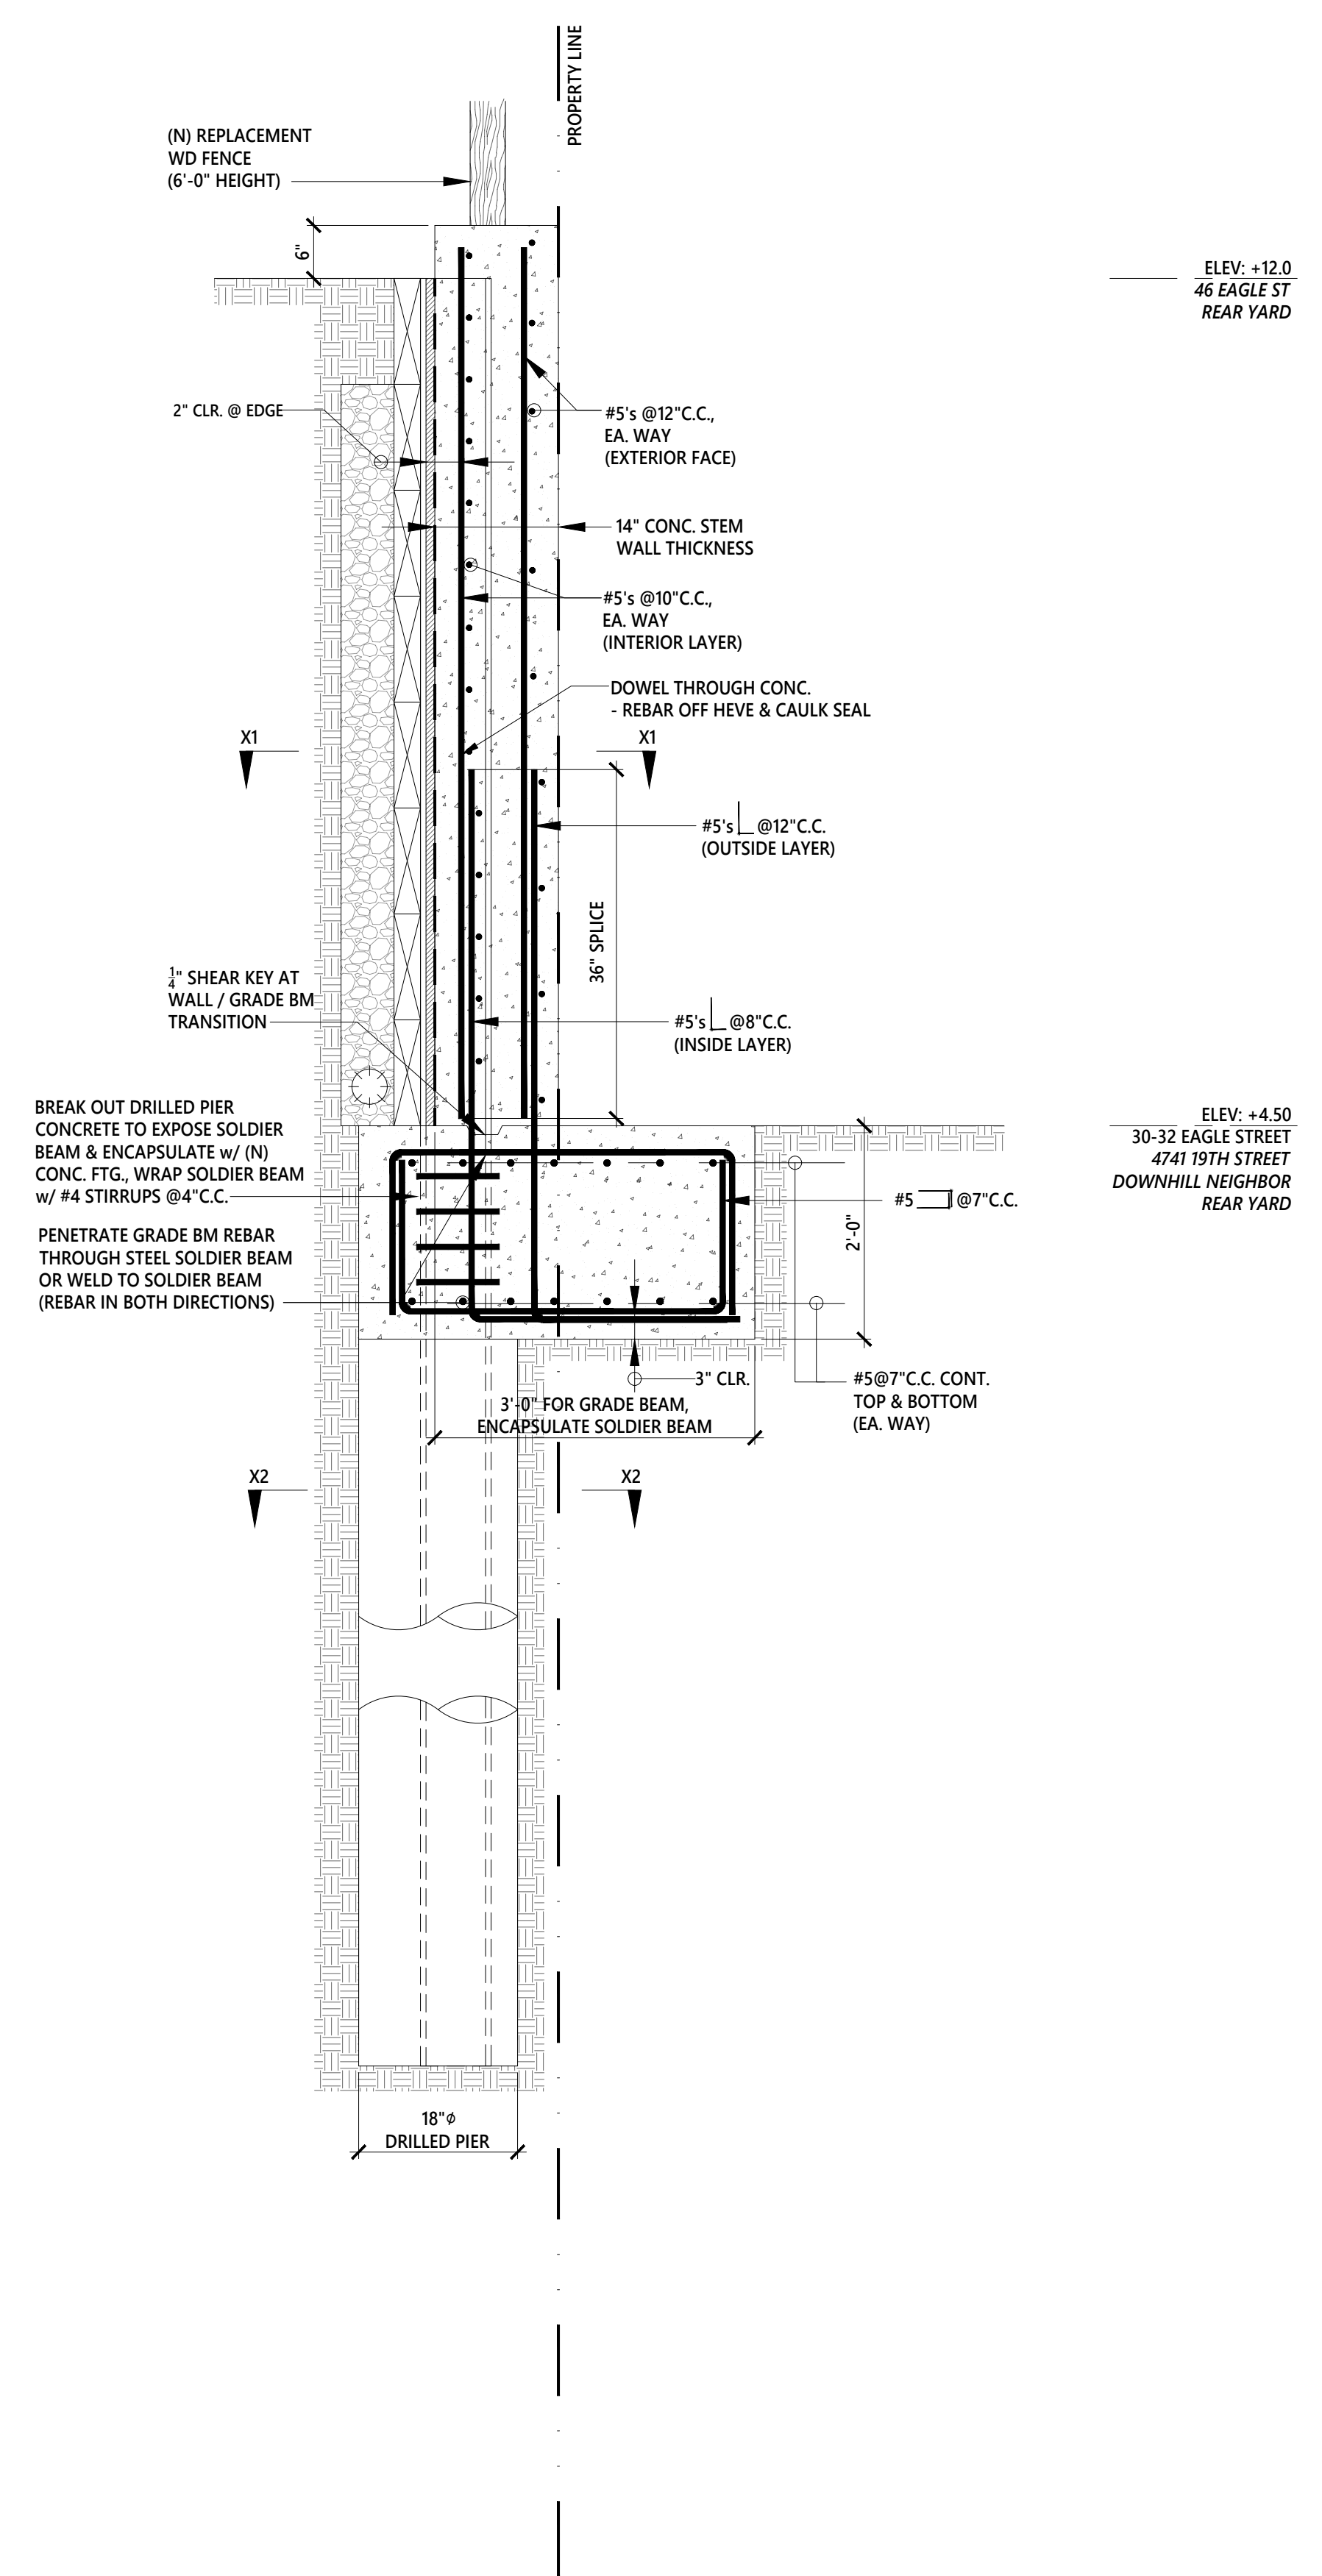 PROPERTY LINE
(N) REPLACEMENT
WD FENCE
(6'-0" HEIGHT)
6"
ELEV: +12.0
46 EAGLE ST
REAR YARD
2" CLR. @ EDGE
#5's @12"C.C.,
EA. WAY
(EXTERIOR FACE)
14" CONC. STEM
WALL THICKNESS
#5's @10"C.C.,
EA. WAY
(INTERIOR LAYER)
DOWEL THROUGH CONC.
- REBAR OFF HEVE & CAULK SEAL
X1
X1
#5's @12"C.C.
(OUTSIDE LAYER)
36" SPLICE
1/4" SHEAR KEY AT
WALL / GRADE BM
TRANSITION
#5's @8"C.C.
(INSIDE LAYER)
BREAK OUT DRILLED PIER
CONCRETE TO EXPOSE SOLDIER
BEAM & ENCAPSULATE w/ (N)
CONC. FTG., WRAP SOLDIER BEAM
w/ #4 STIRRUPS @4"C.C.
ELEV: +4.50
30-32 EAGLE STREET
4741 19TH STREET
DOWNHILL NEIGHBOR
REAR YARD
#5 @7"C.C.
2'-0"
PENETRATE GRADE BM REBAR
THROUGH STEEL SOLDIER BEAM
OR WELD TO SOLDIER BEAM
(REBAR IN BOTH DIRECTIONS)
3" CLR.
#5@7"C.C. CONT.
TOP & BOTTOM
(EA. WAY)
3'-0" FOR GRADE BEAM,
ENCAPSULATE SOLDIER BEAM
X2
X2
18"⌀
DRILLED PIER